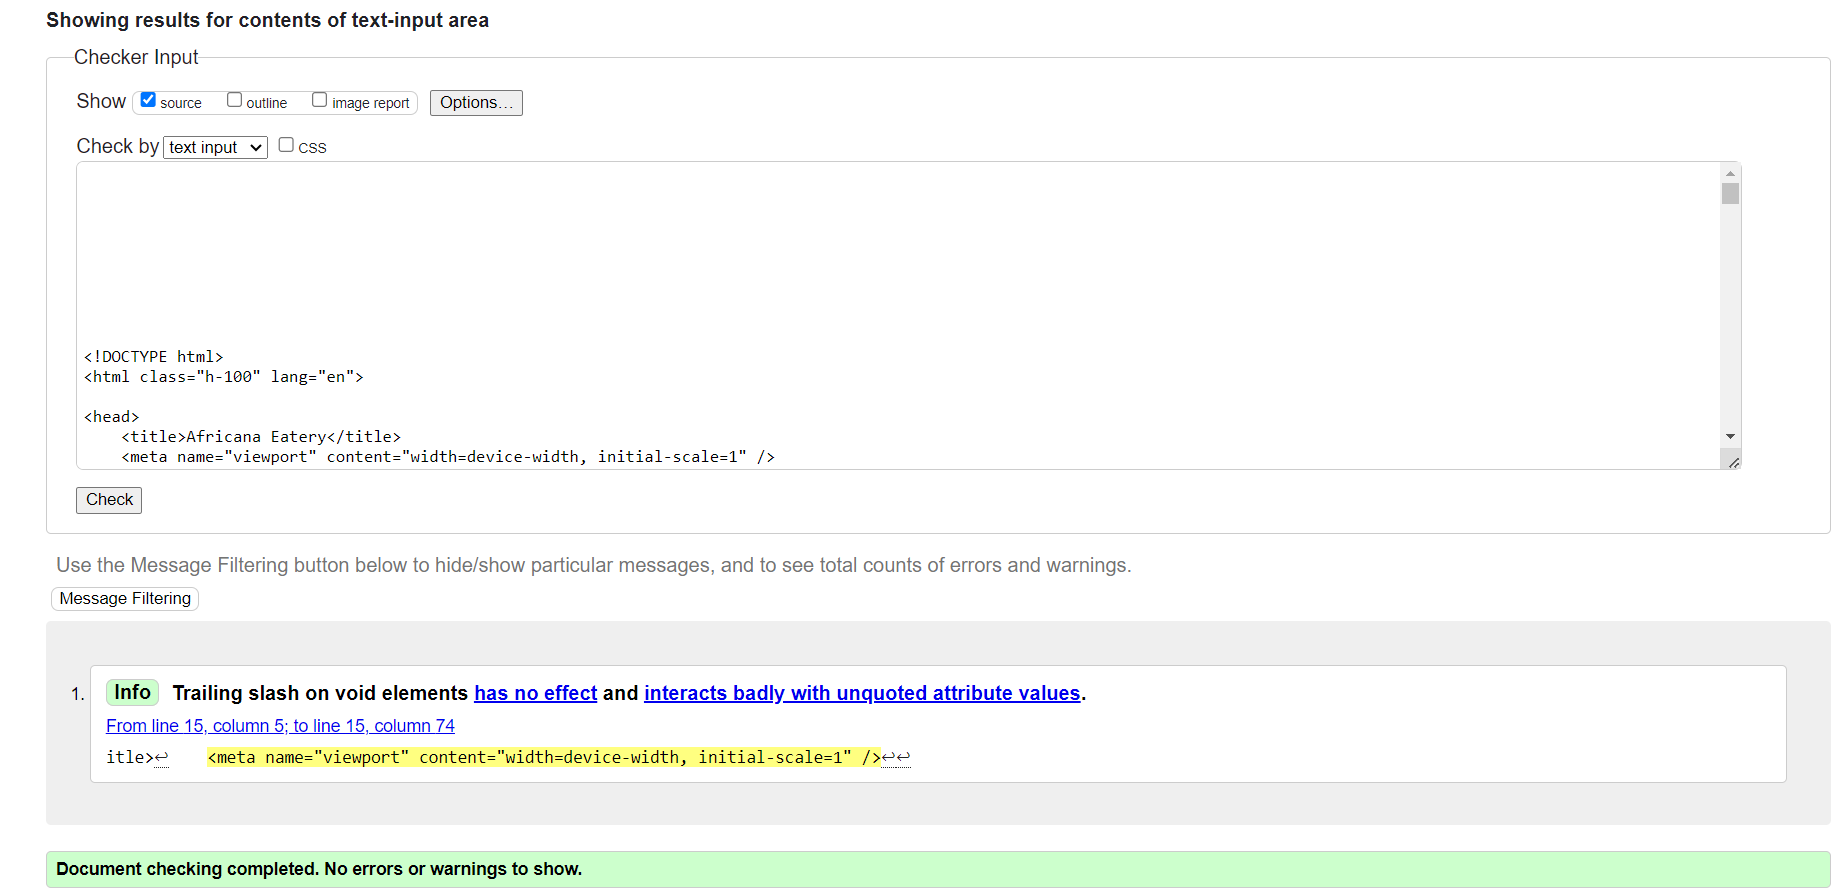 Showing results for contents of text-input area
Checker Input
Show source outline image report Options...
Check by text input CSS
<!DOCTYPE html>
<html class="h-100" lang="en">
<head>
<title>Africana Eatery</title>
<meta name="viewport" content="width=device-width, initial-scale=1" />
Check
Use the Message Filtering button below to hide/show particular messages, and to see total counts of errors and warnings.
Message Filtering
1. Info Trailing slash on void elements has no effect and interacts badly with unquoted attribute values.
From line 15, column 5; to line 15, column 74
itle>↩ <meta name="viewport" content="width=device-width, initial-scale=1" />↩↩
Document checking completed. No errors or warnings to show.